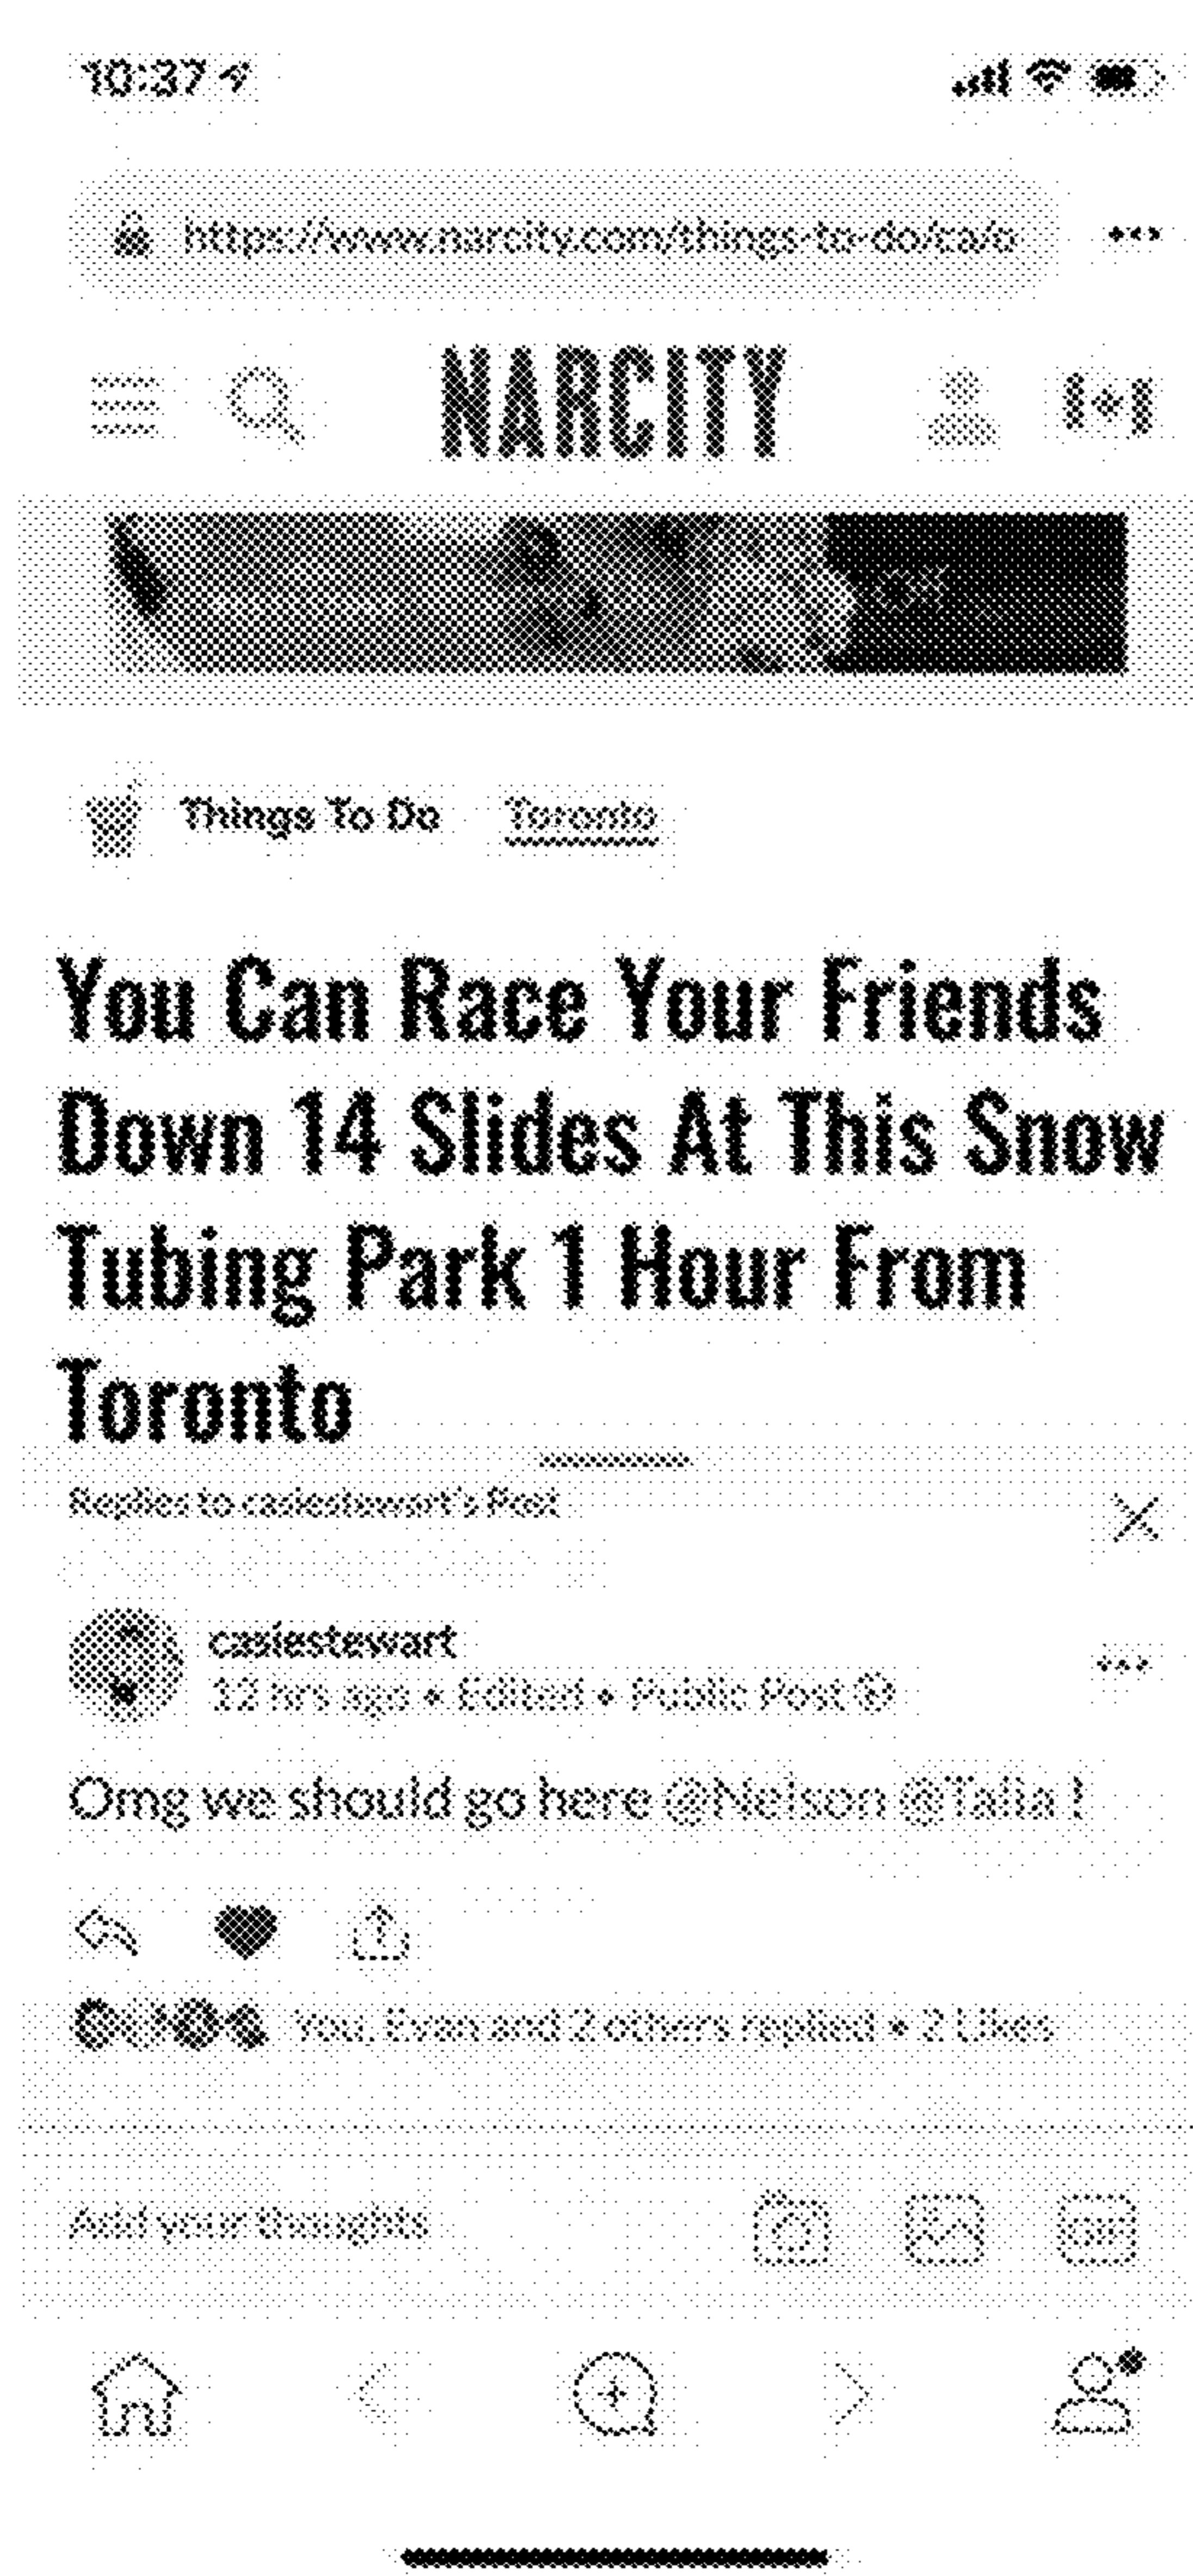 10:37
https://www.narcity.com/things-to-do/ca/o
NARCITY
Things To Do Toronto
You Can Race Your Friends
Down 14 Slides At This Snow
Tubing Park 1 Hour From
Toronto
Replies to casiestewart's Post
casiestewart
12 hrs ago • Edited • Public Post
Omg we should go here @Nelson @Talia !
You, Evan and 2 others replied • 2 Likes
Add your thoughts
GIF